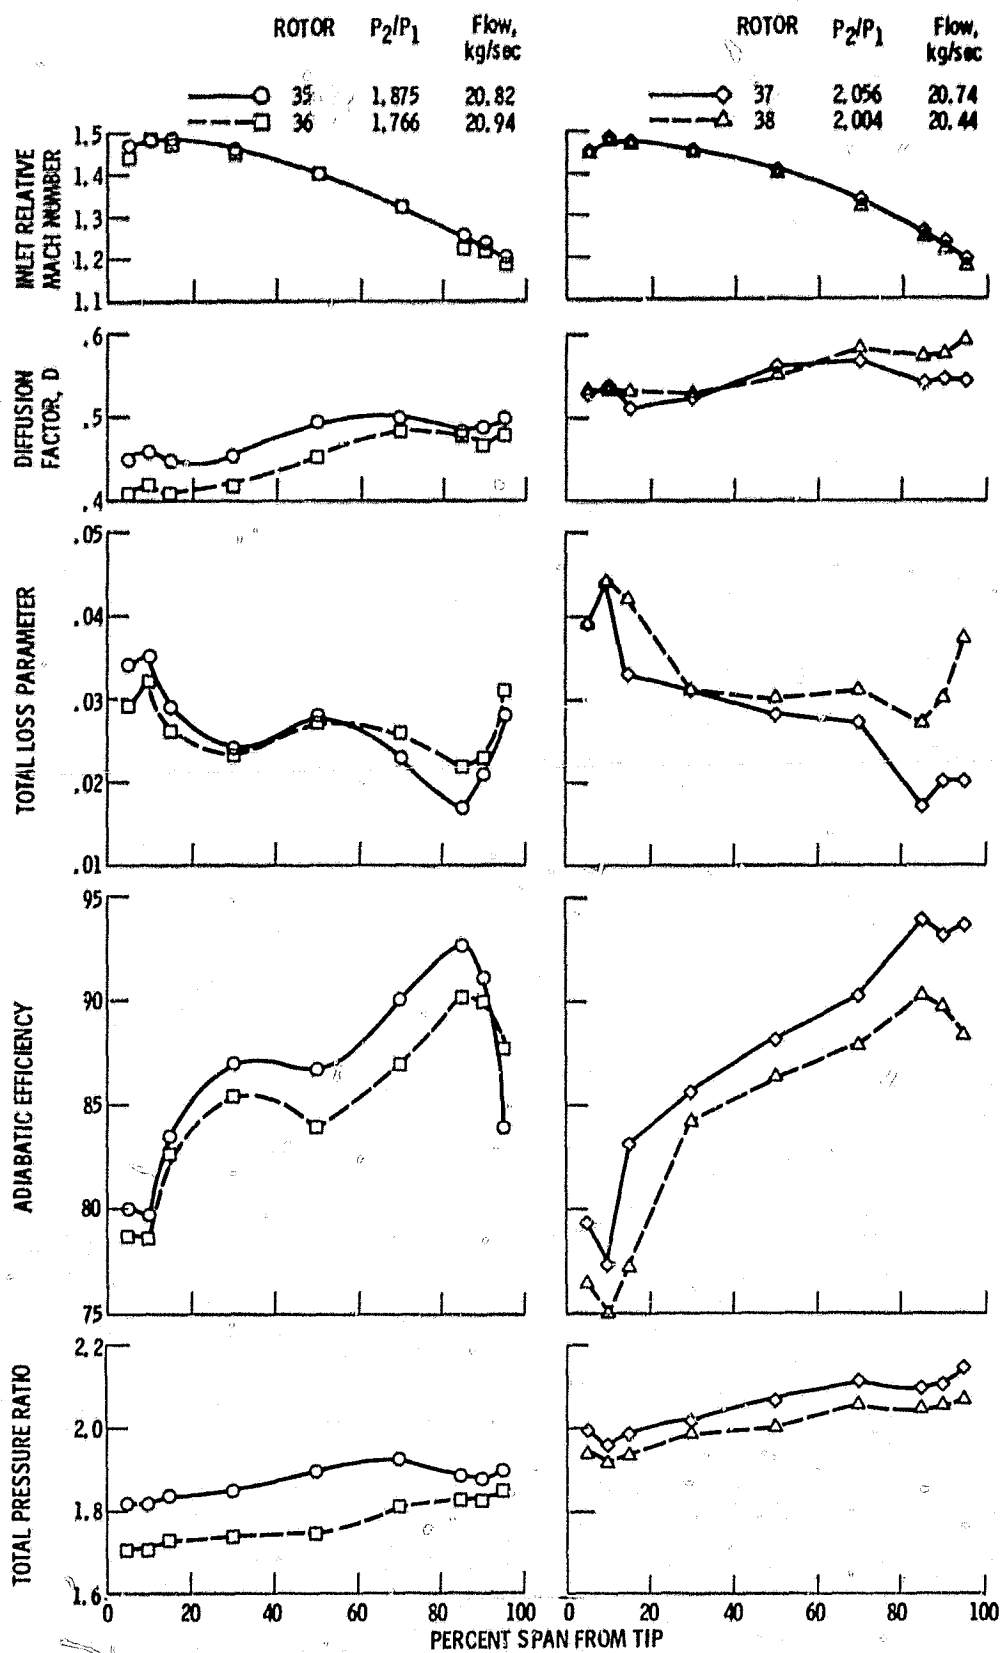 ROTOR P2/P1 Flow, kg/sec
35 1.875 20.82
36 1.766 20.94
ROTOR P2/P1 Flow, kg/sec
37 2.056 20.74
38 2.004 20.44
INLET RELATIVE
MACH NUMBER
1.5
1.4
1.3
1.2
1.1
DIFFUSION
FACTOR, D
.6
.5
.4
TOTAL LOSS PARAMETER
.05
.04
.03
.02
.01
ADIABATIC EFFICIENCY
95
90
85
80
75
TOTAL PRESSURE RATIO
2.2
2.0
1.8
1.6
0 20 40 60 80 100
0 20 40 60 80 100
PERCENT SPAN FROM TIP